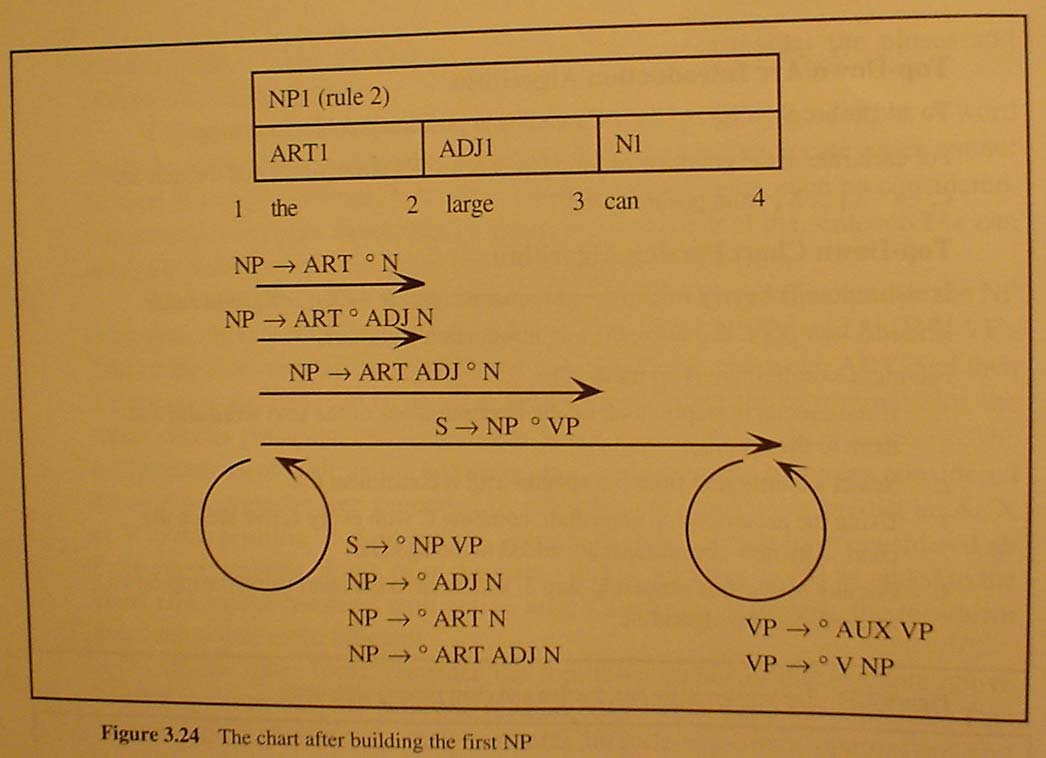 NP1 (rule 2)
ART1 ADJ1 N1
1 the 2 large 3 can 4
NP → ART ° N
NP → ART ° ADJ N
NP → ART ADJ ° N
S → NP ° VP
S → ° NP VP
NP → ° ADJ N
NP → ° ART N
NP → ° ART ADJ N
VP → ° AUX VP
VP → ° V NP
Figure 3.24 The chart after building the first NP